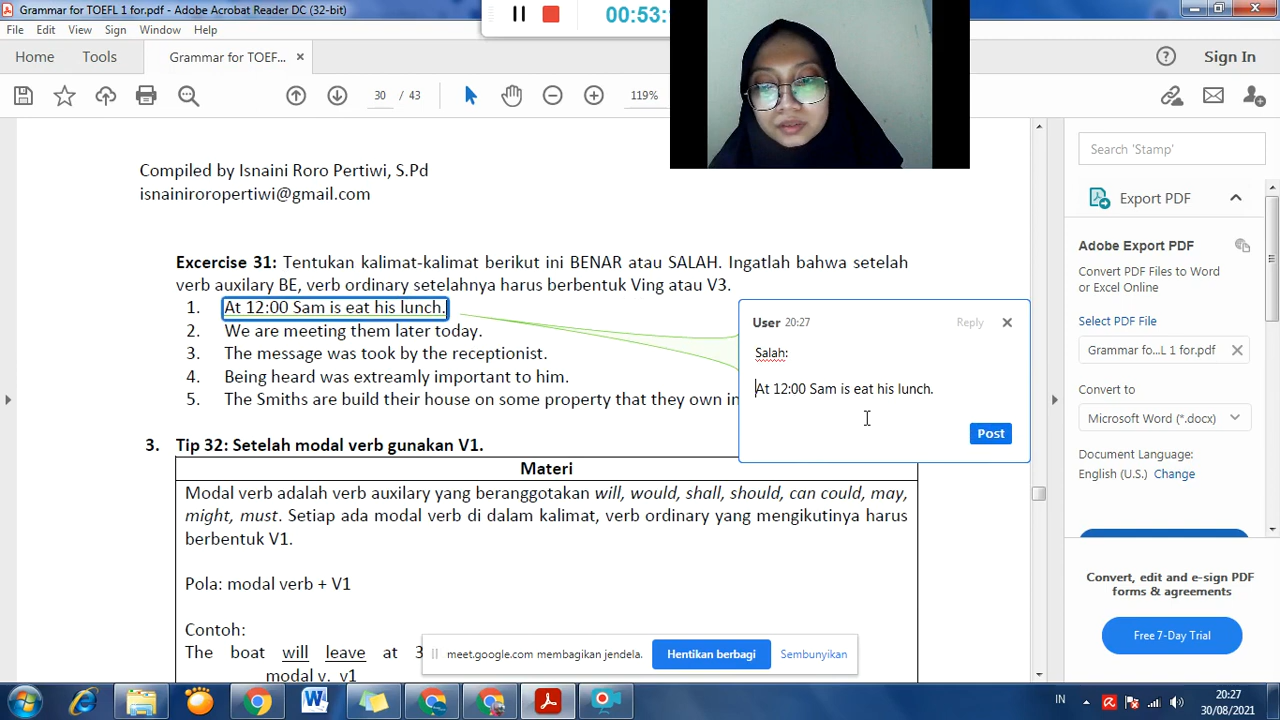 Grammar for TOEFL 1 for.pdf - Adobe Acrobat Reader DC (32-bit)
00:53:
File Edit View Sign Window Help
Home Tools Grammar for TOEF... Sign In
30 / 43 119%
Compiled by Isnaini Roro Pertiwi, S.Pd
isnainiroropertiwi@gmail.com
Excercise 31: Tentukan kalimat-kalimat berikut ini BENAR atau SALAH. Ingatlah bahwa setelah
verb auxilary BE, verb ordinary setelahnya harus berbentuk Ving atau V3.
1. At 12:00 Sam is eat his lunch.
2. We are meeting them later today.
3. The message was took by the receptionist.
4. Being heard was extreamly important to him.
5. The Smiths are build their house on some property that they own in
User 20:27 Reply
Salah:
At 12:00 Sam is eat his lunch.
Post
3. Tip 32: Setelah modal verb gunakan V1.
Materi
Modal verb adalah verb auxilary yang beranggotakan will, would, shall, should, can could, may,
might, must. Setiap ada modal verb di dalam kalimat, verb ordinary yang mengikutinya harus
berbentuk V1.
Pola: modal verb + V1
Contoh:
The boat will leave at 3
modal v. v1
meet.google.com membagikan jendela. Hentikan berbagi Sembunyikan
Search 'Stamp'
Export PDF
Adobe Export PDF
Convert PDF Files to Word
or Excel Online
Select PDF File
Grammar fo...L 1 for.pdf
Convert to
Microsoft Word (*.docx)
Document Language:
English (U.S.) Change
Convert, edit and e-sign PDF
forms & agreements
Free 7-Day Trial
IN
20:27
30/08/2021